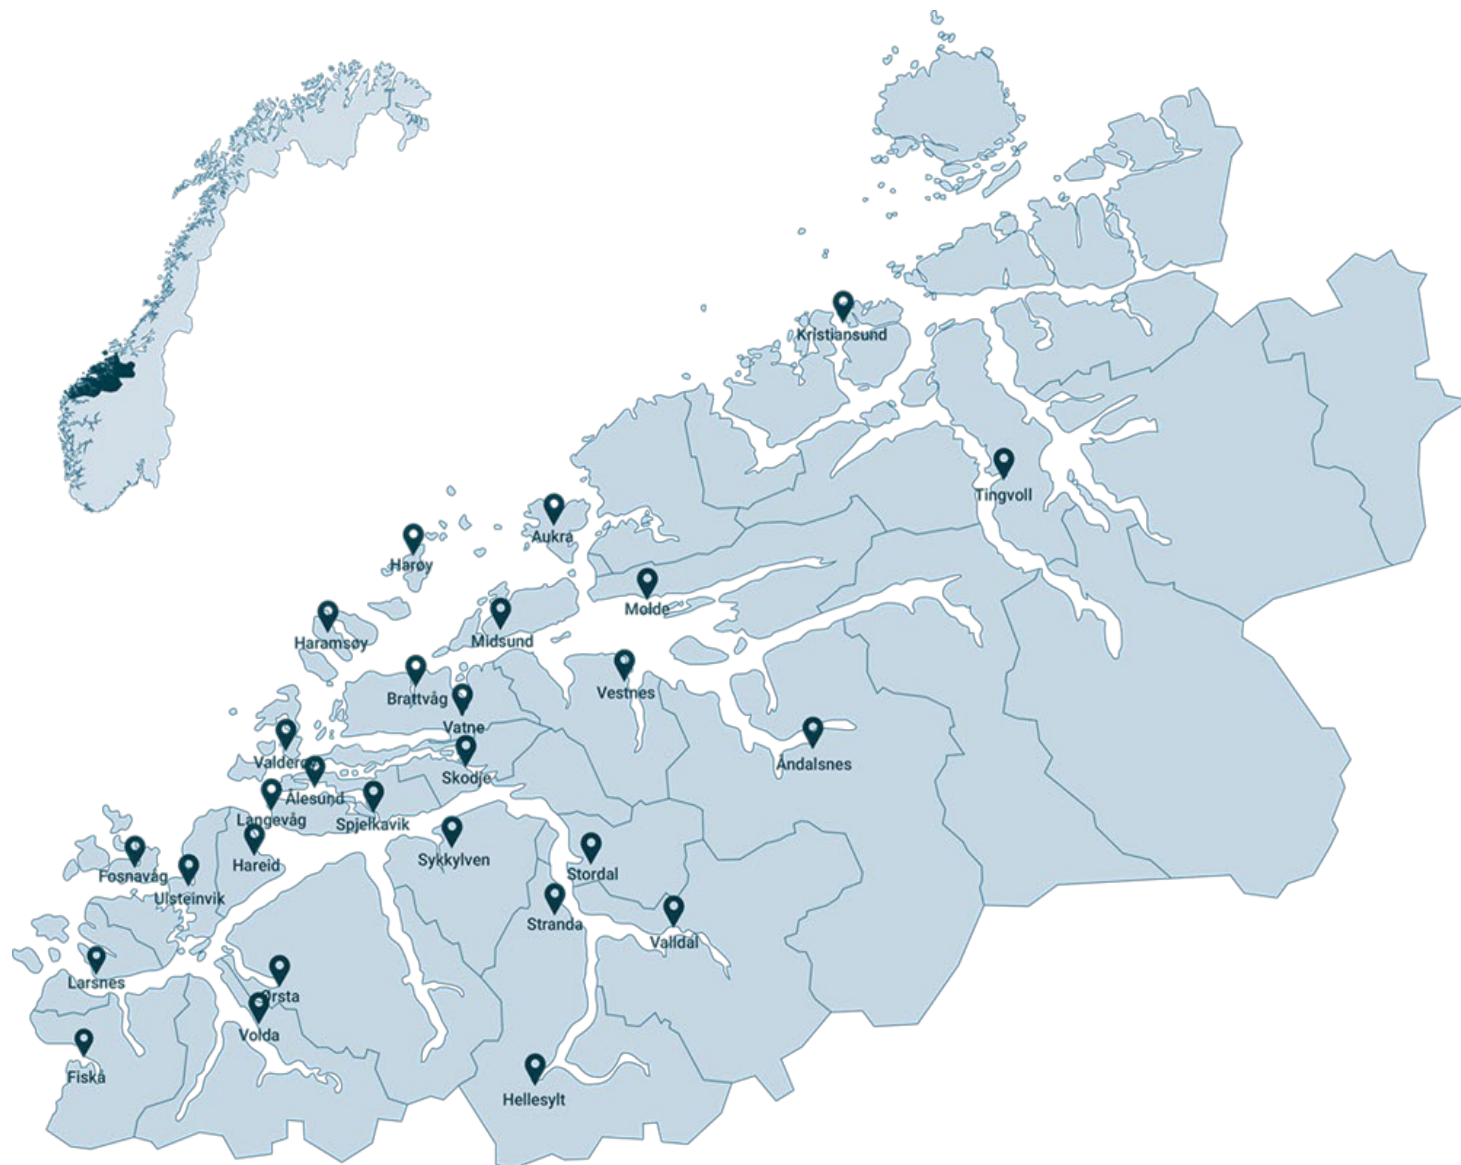 Kristiansund
Tingvoll
Aukra
Harøy
Molde
Haramsøy
Midsund
Brattvåg
Vestnes
Vatne
Valderøy
Åndalsnes
Skodje
Ålesund
Langevåg
Spjelkavik
Hareid
Sykkylven
Stordal
Fosnavåg
Ulsteinvik
Stranda
Valldal
Larsnes
Ørsta
Volda
Fiskå
Hellesylt